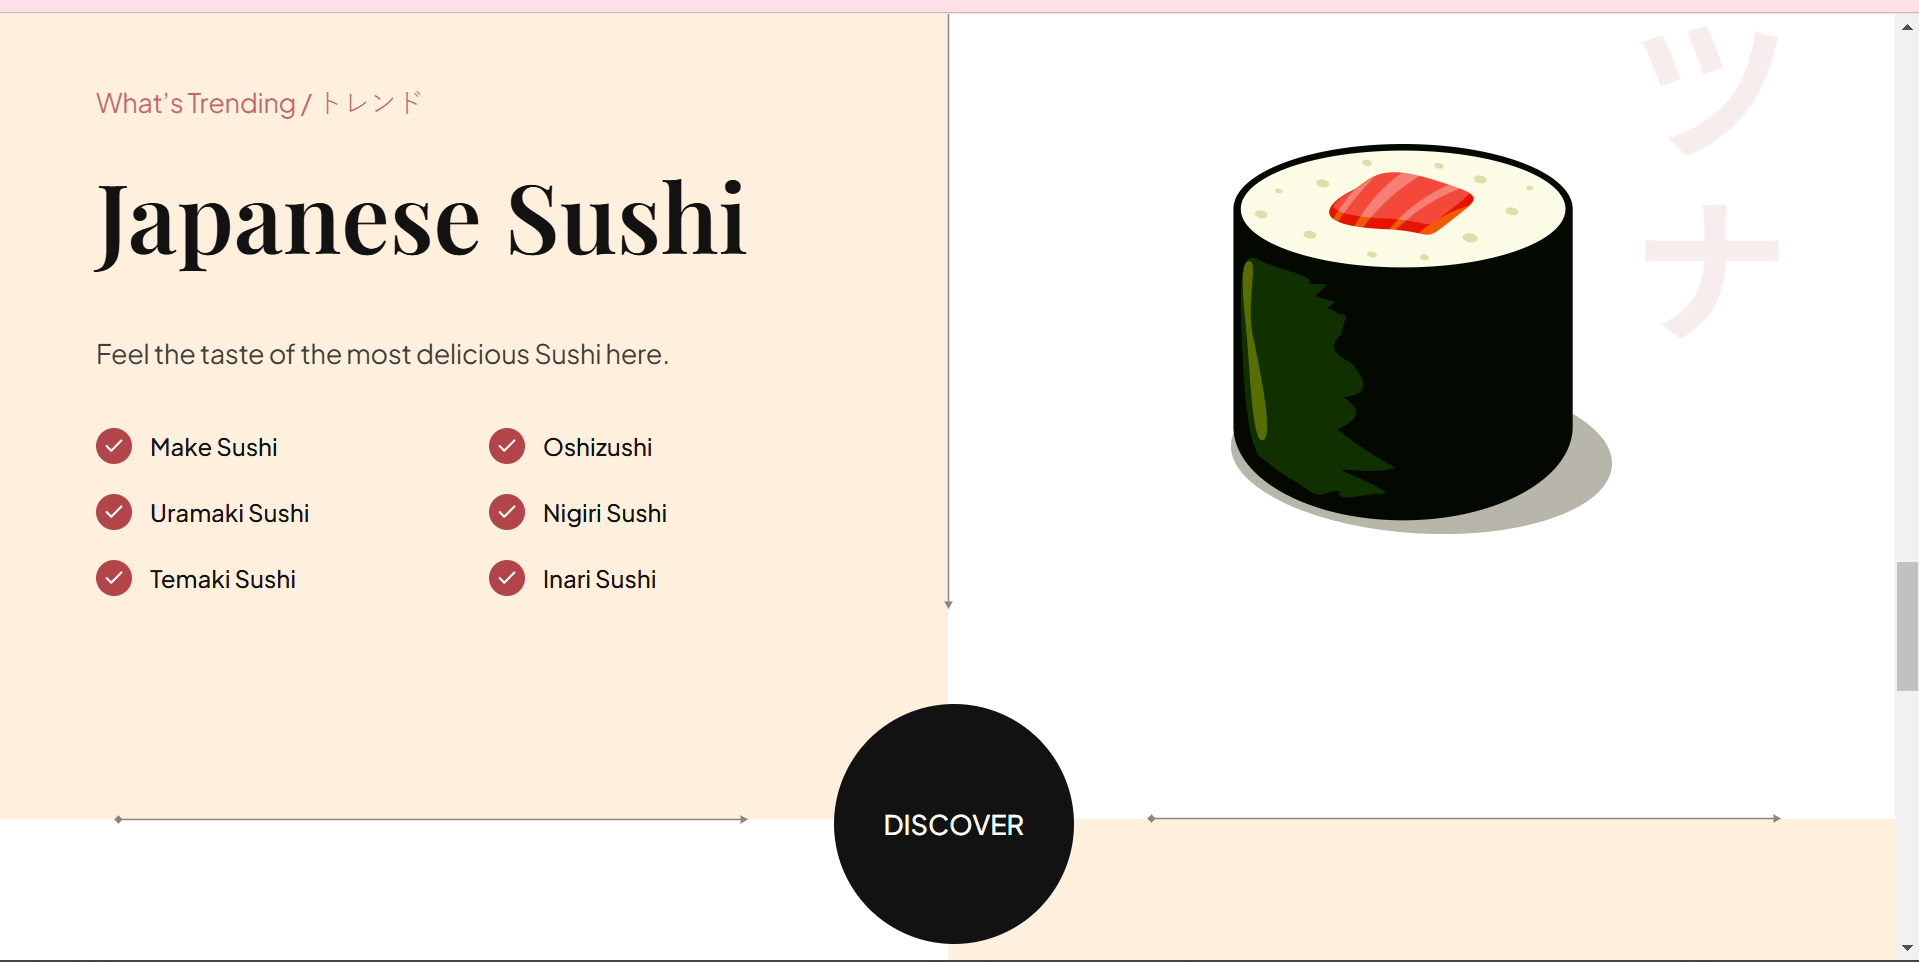 What's Trending / トレンド
Japanese Sushi
Feel the taste of the most delicious Sushi here.
Make Sushi
Oshizushi
Uramaki Sushi
Nigiri Sushi
Temaki Sushi
Inari Sushi
ツナ
DISCOVER